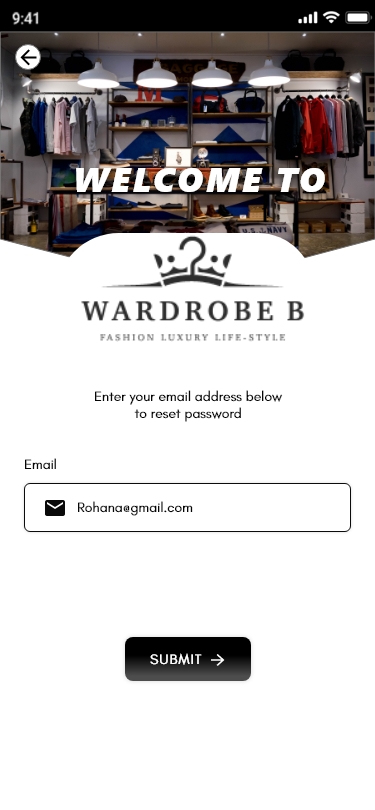 9:41
WELCOME TO
U.S NAVY
WARDROBE B
FASHION LUXURY LIFE-STYLE
Enter your email address below
to reset password
Email
Rohana@gmail.com
SUBMIT